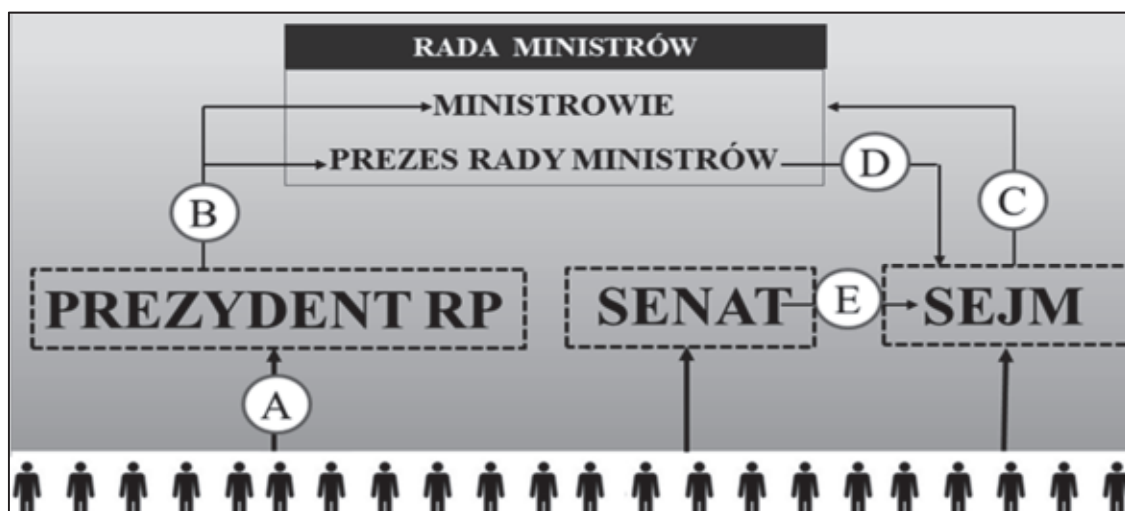 RADA MINISTRÓW
MINISTROWIE
PREZES RADY MINISTRÓW
D
B
C
PREZYDENT RP
SENAT
E
SEJM
A